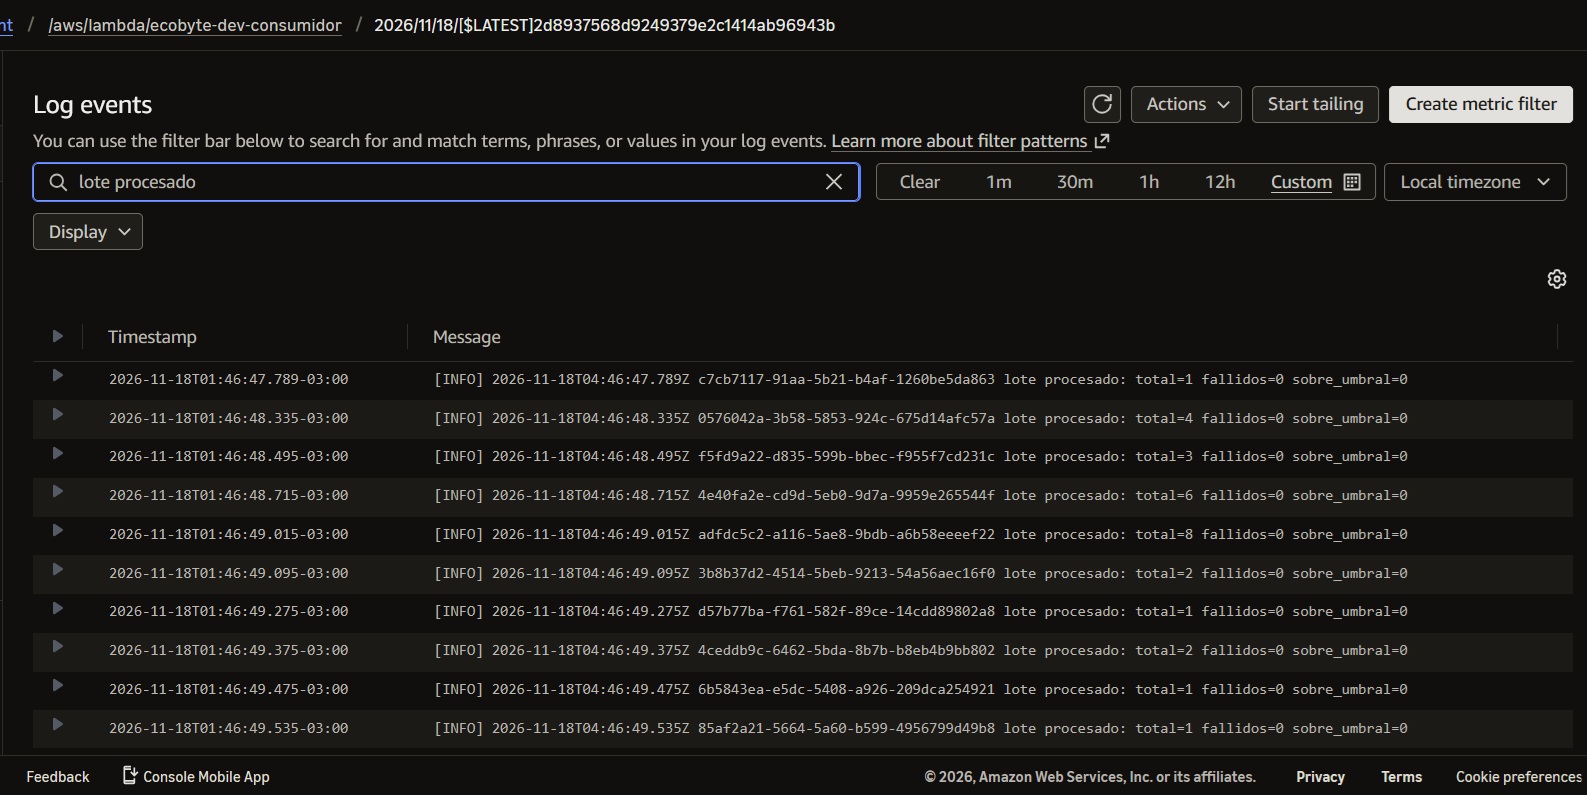 nt / /aws/lambda/ecobyte-dev-consumidor / 2026/11/18/[$LATEST]2d8937568d9249379e2c1414ab96943b
Log events
Actions Start tailing Create metric filter
You can use the filter bar below to search for and match terms, phrases, or values in your log events. Learn more about filter patterns
lote procesado Clear 1m 30m 1h 12h Custom Local timezone
Display
Timestamp Message
2026-11-18T01:46:47.789-03:00 [INFO] 2026-11-18T04:46:47.789Z c7cb7117-91aa-5b21-b4af-1260be5da863 lote procesado: total=1 fallidos=0 sobre_umbral=0
2026-11-18T01:46:48.335-03:00 [INFO] 2026-11-18T04:46:48.335Z 0576042a-3b58-5853-924c-675d14afc57a lote procesado: total=4 fallidos=0 sobre_umbral=0
2026-11-18T01:46:48.495-03:00 [INFO] 2026-11-18T04:46:48.495Z f5fd9a22-d835-599b-bbec-f955f7cd231c lote procesado: total=3 fallidos=0 sobre_umbral=0
2026-11-18T01:46:48.715-03:00 [INFO] 2026-11-18T04:46:48.715Z 4e40fa2e-cd9d-5eb0-9d7a-9959e265544f lote procesado: total=6 fallidos=0 sobre_umbral=0
2026-11-18T01:46:49.015-03:00 [INFO] 2026-11-18T04:46:49.015Z adfdc5c2-a116-5ae8-9bdb-a6b58eeeef22 lote procesado: total=8 fallidos=0 sobre_umbral=0
2026-11-18T01:46:49.095-03:00 [INFO] 2026-11-18T04:46:49.095Z 3b8b37d2-4514-5beb-9213-54a56aec16f0 lote procesado: total=2 fallidos=0 sobre_umbral=0
2026-11-18T01:46:49.275-03:00 [INFO] 2026-11-18T04:46:49.275Z d57b77ba-f761-582f-89ce-14cdd89802a8 lote procesado: total=1 fallidos=0 sobre_umbral=0
2026-11-18T01:46:49.375-03:00 [INFO] 2026-11-18T04:46:49.375Z 4ceddb9c-6462-5bda-8b7b-b8eb4b9bb802 lote procesado: total=2 fallidos=0 sobre_umbral=0
2026-11-18T01:46:49.475-03:00 [INFO] 2026-11-18T04:46:49.475Z 6b5843ea-e5dc-5408-a926-209dca254921 lote procesado: total=1 fallidos=0 sobre_umbral=0
2026-11-18T01:46:49.535-03:00 [INFO] 2026-11-18T04:46:49.535Z 85af2a21-5664-5a60-b599-4956799d49b8 lote procesado: total=1 fallidos=0 sobre_umbral=0
Feedback Console Mobile App © 2026, Amazon Web Services, Inc. or its affiliates. Privacy Terms Cookie preferences